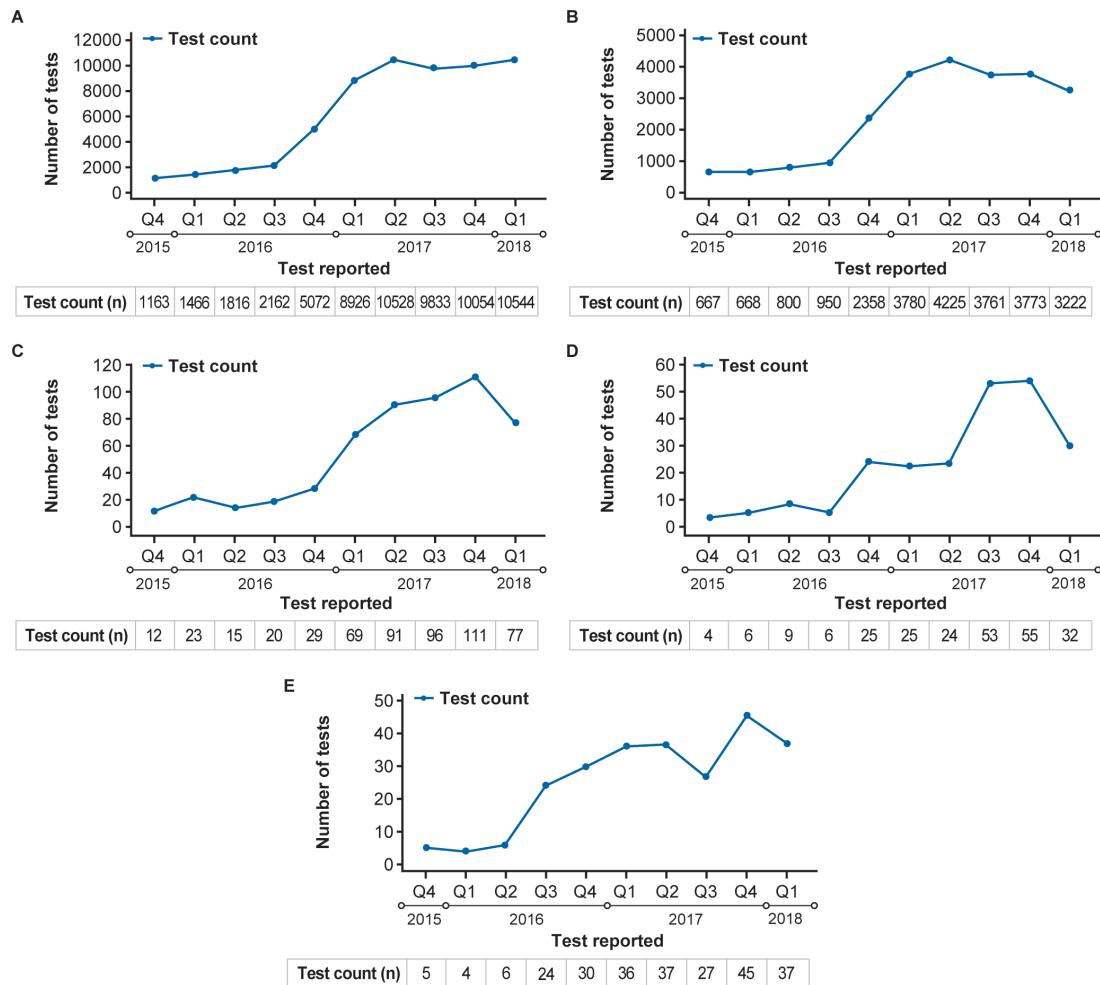 A
Test count
Number of tests
12000
10000
8000
6000
4000
2000
0
Q4 Q1 Q2 Q3 Q4 Q1 Q2 Q3 Q4 Q1
2015 2016 2017 2018
Test reported
Test count (n) 1163 1466 1816 2162 5072 8926 10528 9833 10054 10544
B
Test count
Number of tests
5000
4000
3000
2000
1000
0
Q4 Q1 Q2 Q3 Q4 Q1 Q2 Q3 Q4 Q1
2015 2016 2017 2018
Test reported
Test count (n) 667 668 800 950 2358 3780 4225 3761 3773 3222
C
Test count
Number of tests
120
100
80
60
40
20
0
Q4 Q1 Q2 Q3 Q4 Q1 Q2 Q3 Q4 Q1
2015 2016 2017 2018
Test reported
Test count (n) 12 23 15 20 29 69 91 96 111 77
D
Test count
Number of tests
60
50
40
30
20
10
0
Q4 Q1 Q2 Q3 Q4 Q1 Q2 Q3 Q4 Q1
2015 2016 2017 2018
Test reported
Test count (n) 4 6 9 6 25 25 24 53 55 32
E
Test count
Number of tests
50
40
30
20
10
0
Q4 Q1 Q2 Q3 Q4 Q1 Q2 Q3 Q4 Q1
2015 2016 2017 2018
Test reported
Test count (n) 5 4 6 24 30 36 37 27 45 37